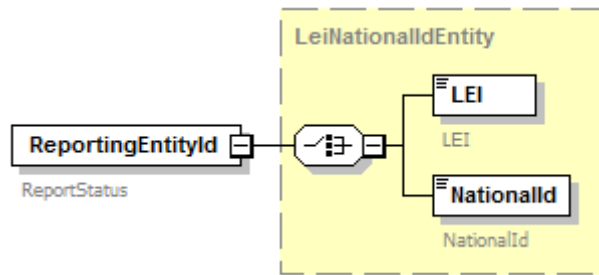 LeiNationalIdEntity
LEI
LEI
ReportingEntityId
ReportStatus
NationalId
NationalId